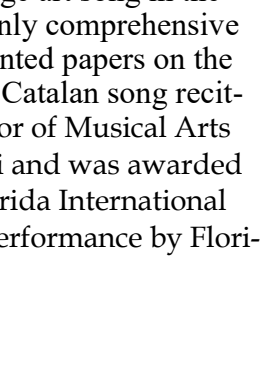 ge art song in the
nly comprehensive
nted papers on the
Catalan song recit-
or of Musical Arts
i and was awarded
rida International
erformance by Flori-